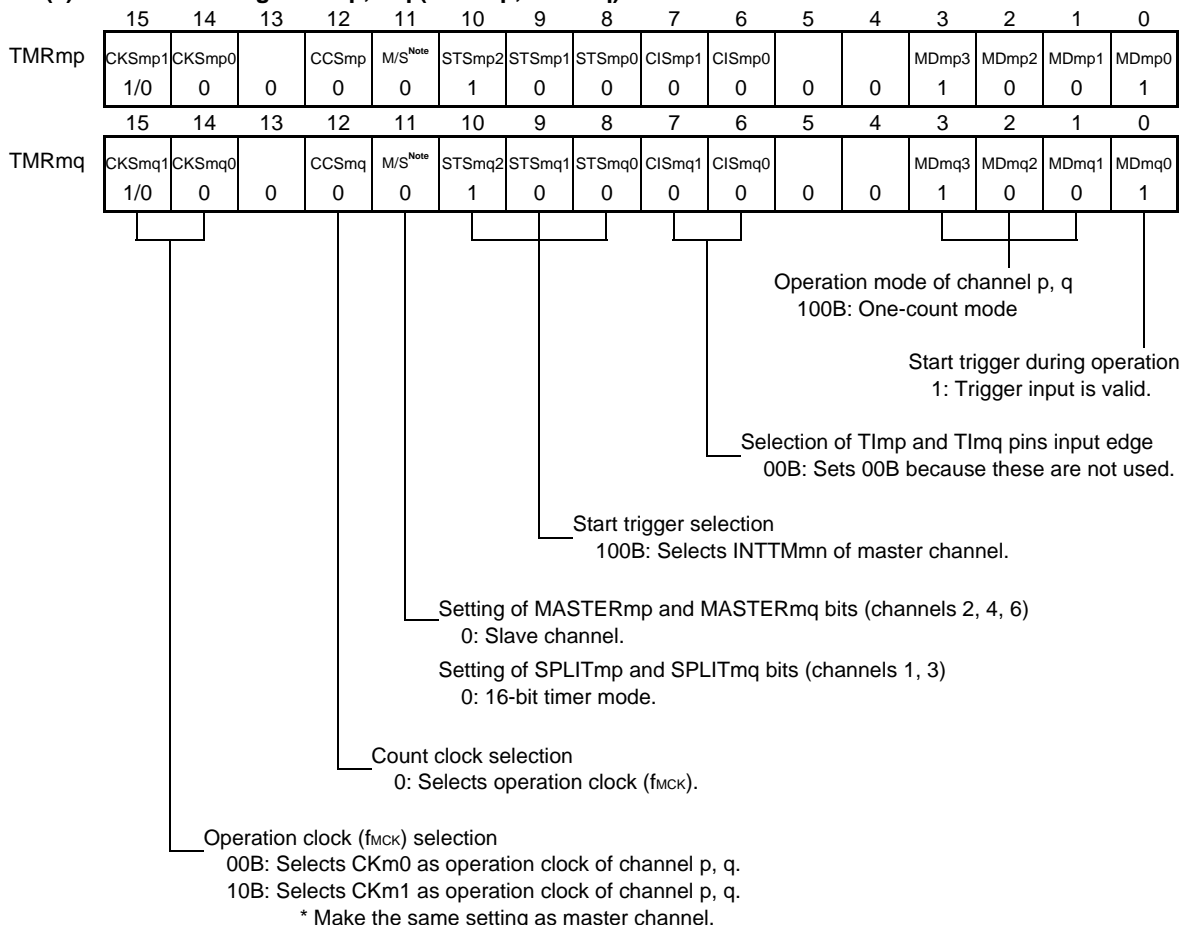 15 14 13 12 11 10 9 8 7 6 5 4 3 2 1 0
TMRmp CKSmp1 CKSmp0 CCSmp M/SNote STSmp2 STSmp1 STSmp0 CISmp1 CISmp0 MDmp3 MDmp2 MDmp1 MDmp0
1/0 0 0 0 0 1 0 0 0 0 0 0 1 0 0 1
15 14 13 12 11 10 9 8 7 6 5 4 3 2 1 0
TMRmq CKSmq1 CKSmq0 CCSmq M/SNote STSmq2 STSmq1 STSmq0 CISmq1 CISmq0 MDmq3 MDmq2 MDmq1 MDmq0
1/0 0 0 0 0 1 0 0 0 0 0 0 1 0 0 1
Operation mode of channel p, q
100B: One-count mode
Start trigger during operation
1: Trigger input is valid.
Selection of TImp and TImq pins input edge
00B: Sets 00B because these are not used.
Start trigger selection
100B: Selects INTTMmn of master channel.
Setting of MASTERmp and MASTERmq bits (channels 2, 4, 6)
0: Slave channel.
Setting of SPLITmp and SPLITmq bits (channels 1, 3)
0: 16-bit timer mode.
Count clock selection
0: Selects operation clock (fMCK).
Operation clock (fMCK) selection
00B: Selects CKm0 as operation clock of channel p, q.
10B: Selects CKm1 as operation clock of channel p, q.
* Make the same setting as master channel.